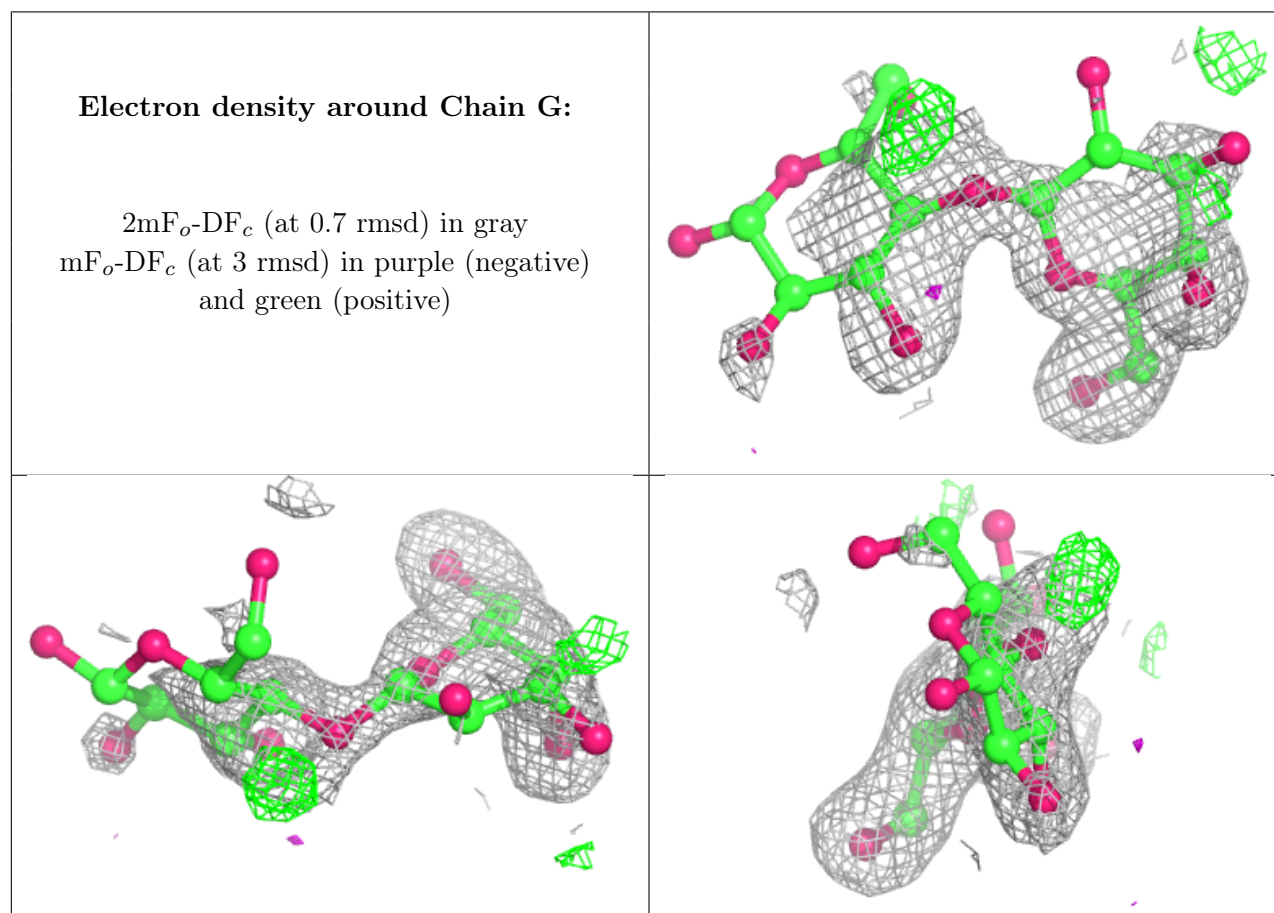 Electron density around Chain G:
2mFo-DFc (at 0.7 rmsd) in gray
mFo-DFc (at 3 rmsd) in purple (negative)
and green (positive)